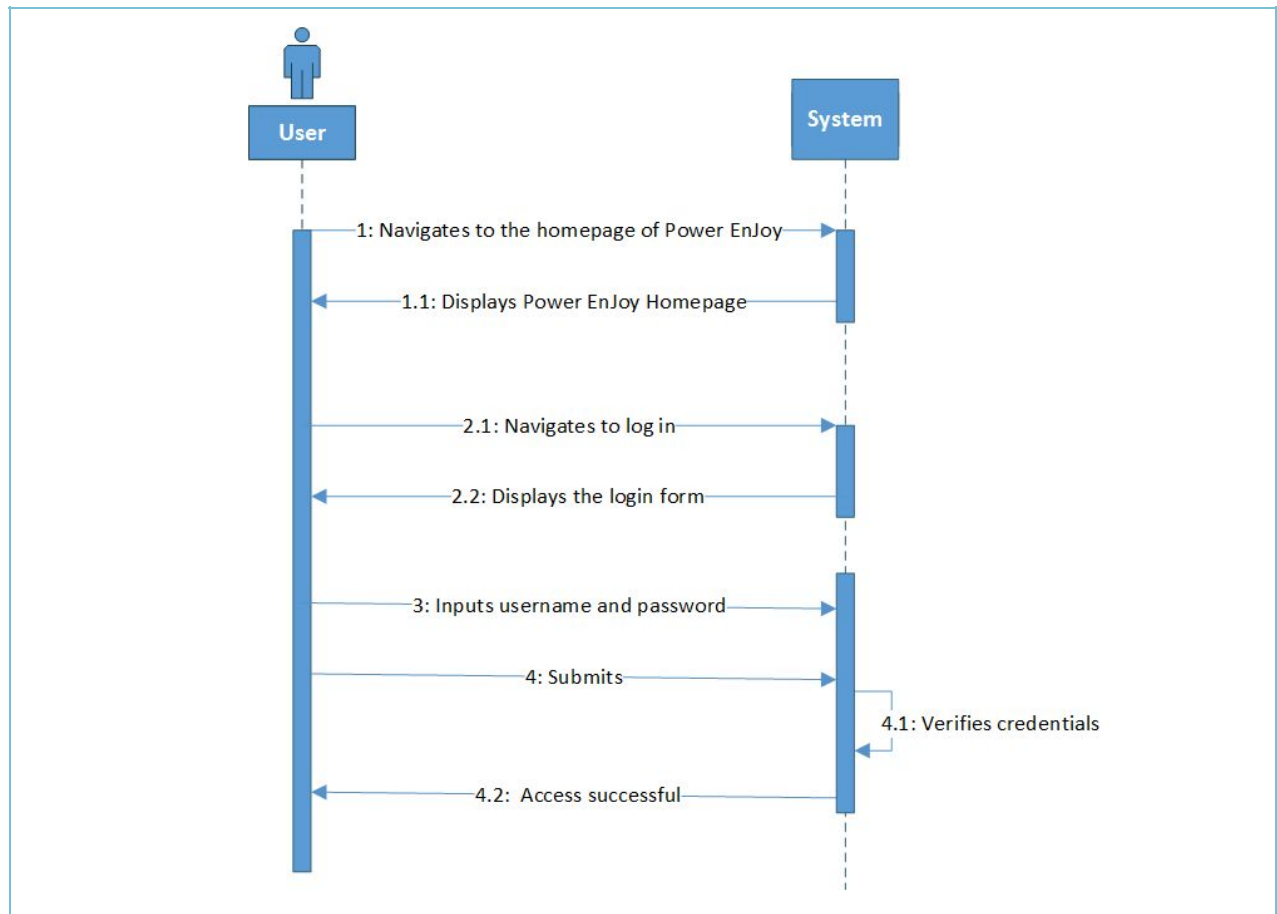 User
System
1: Navigates to the homepage of Power EnJoy
1.1: Displays Power EnJoy Homepage
2.1: Navigates to log in
2.2: Displays the login form
3: Inputs username and password
4: Submits
4.1: Verifies credentials
4.2:  Access successful